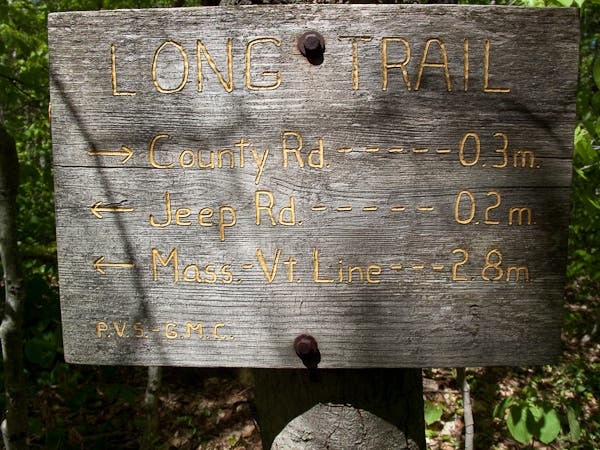 LONG TRAIL
→ County Rd. ------ 0.3 m.
← Jeep Rd. ----- 0.2 m.
← Mass.-Vt. Line --- 2.8 m.
P.V.S.-G.M.C.